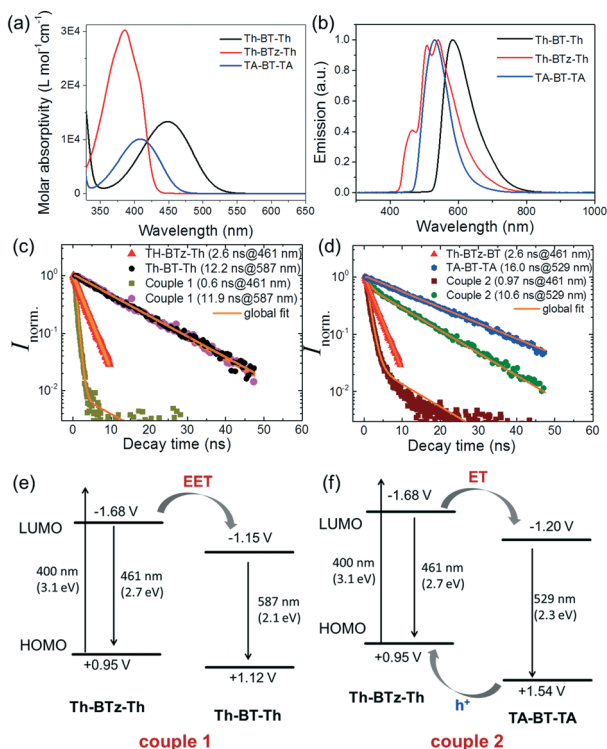 (a)
Molar absorptivity (L mol⁻¹cm⁻¹)
3E4
2E4
1E4
0
Th-BT-Th
Th-BTz-Th
TA-BT-TA
350 400 450 500 550 600 650
Wavelength (nm)
(b)
Emission (a.u.)
1.0
0.8
0.6
0.4
0.2
0.0
Th-BT-Th
Th-BTz-Th
TA-BT-TA
400 600 800 1000
Wavelength (nm)
(c)
I norm.
10⁰
10⁻¹
10⁻²
TH-BTz-Th (2.6 ns@461 nm)
Th-BT-Th (12.2 ns@587 nm)
Couple 1 (0.6 ns@461 nm)
Couple 1 (11.9 ns@587 nm)
global fit
0 10 20 30 40 50 60
Decay time (ns)
(d)
I norm.
10⁰
10⁻¹
10⁻²
Th-BTz-BT (2.6 ns@461 nm)
TA-BT-TA (16.0 ns@529 nm)
Couple 2 (0.97 ns@461 nm)
Couple 2 (10.6 ns@529 nm)
global fit
0 10 20 30 40 50 60
Decay time (ns)
(e)
EET
-1.68 V
LUMO
-1.15 V
400 nm
(3.1 eV)
461 nm
(2.7 eV)
587 nm
(2.1 eV)
HOMO
+0.95 V
+1.12 V
Th-BTz-Th
Th-BT-Th
couple 1
(f)
ET
-1.68 V
LUMO
-1.20 V
400 nm
(3.1 eV)
461 nm
(2.7 eV)
529 nm
(2.3 eV)
HOMO
+0.95 V
+1.54 V
h⁺
Th-BTz-Th
TA-BT-TA
couple 2